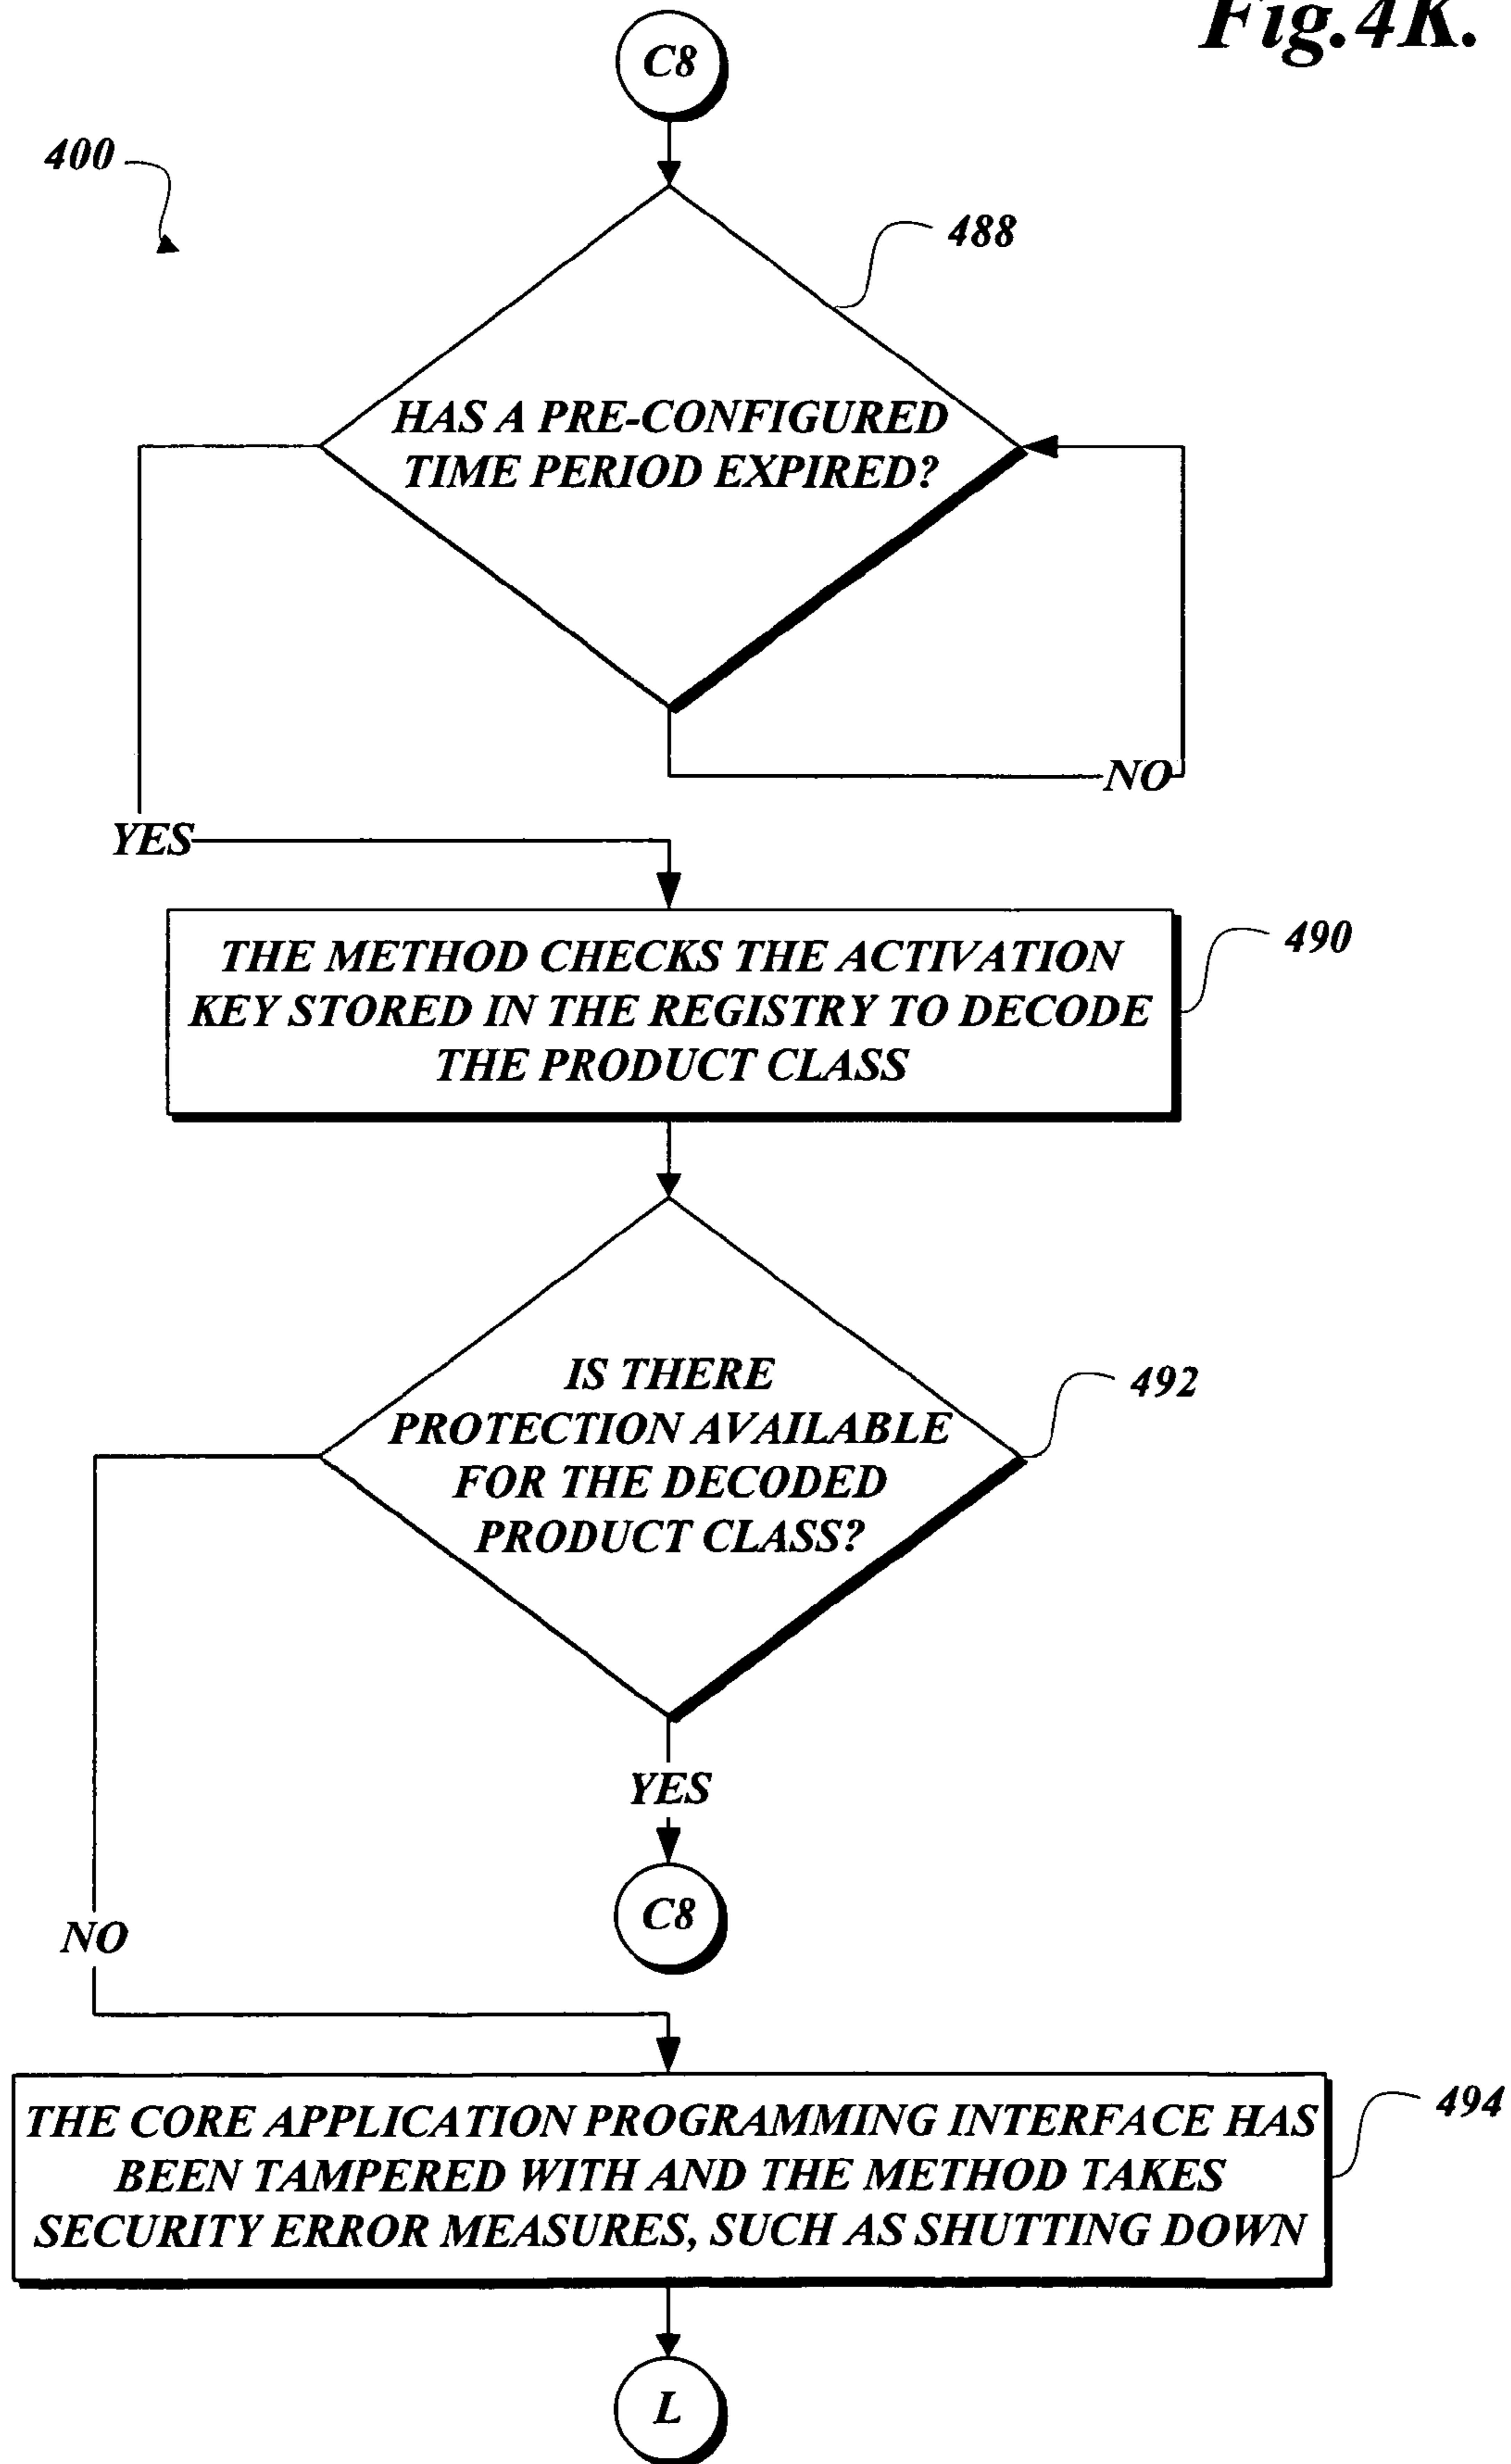 Fig.4K.
C8
400
488
HAS A PRE-CONFIGURED
TIME PERIOD EXPIRED?
NO
YES
THE METHOD CHECKS THE ACTIVATION
KEY STORED IN THE REGISTRY TO DECODE
THE PRODUCT CLASS
490
IS THERE
PROTECTION AVAILABLE
FOR THE DECODED
PRODUCT CLASS?
492
YES
C8
NO
THE CORE APPLICATION PROGRAMMING INTERFACE HAS
BEEN TAMPERED WITH AND THE METHOD TAKES
SECURITY ERROR MEASURES, SUCH AS SHUTTING DOWN
494
L